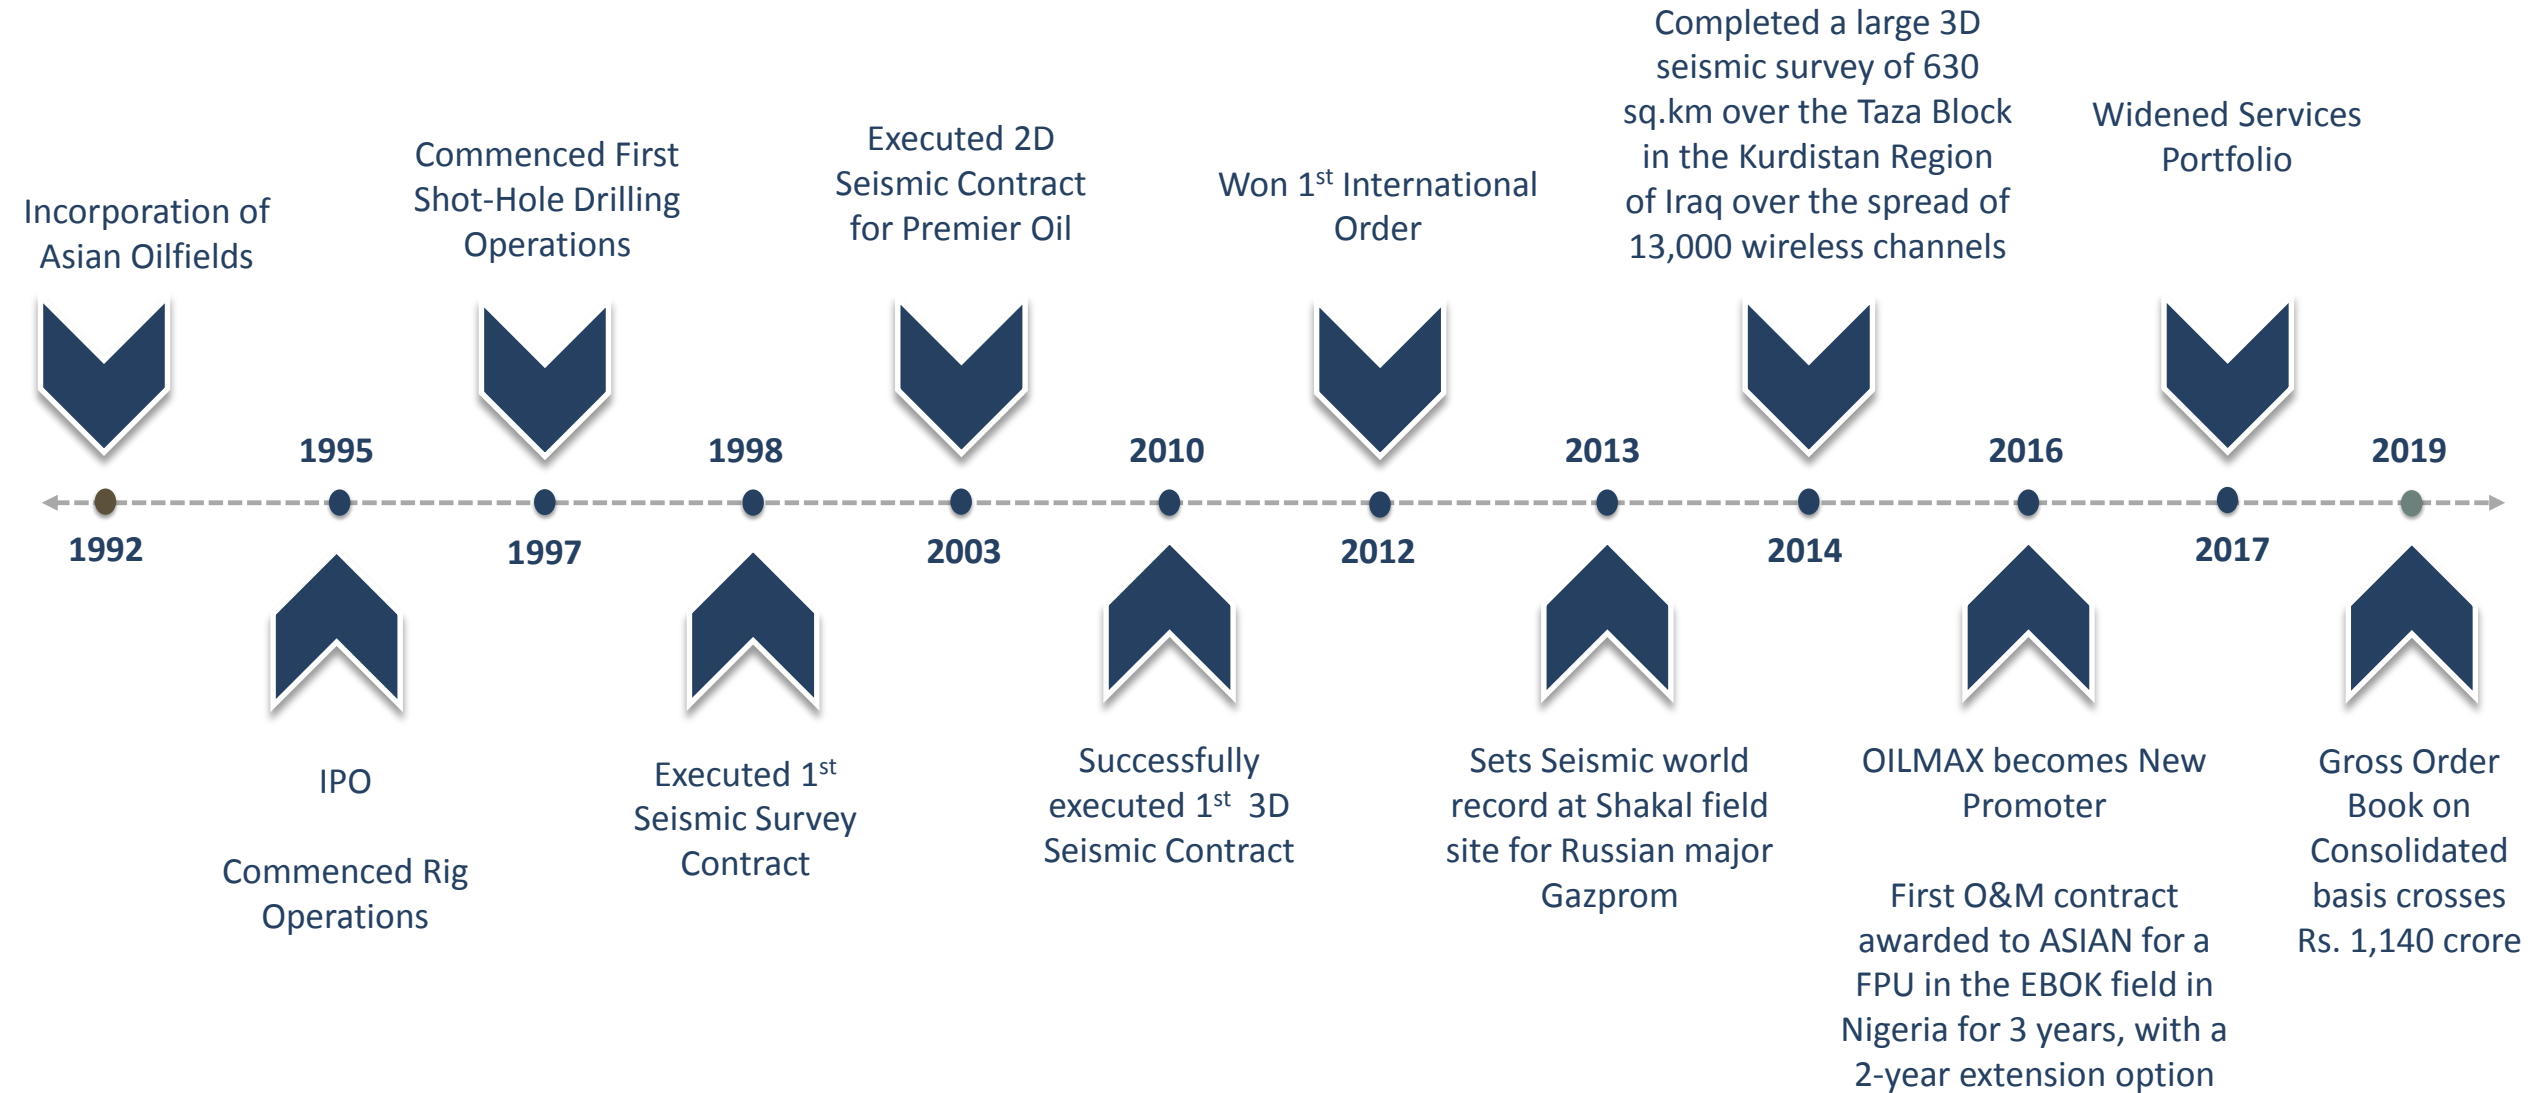 Incorporation of
Asian Oilfields
1992
1995
IPO
Commenced Rig
Operations
Commenced First
Shot-Hole Drilling
Operations
1997
1998
Executed 1st
Seismic Survey
Contract
Executed 2D
Seismic Contract
for Premier Oil
2003
2010
Successfully
executed 1st 3D
Seismic Contract
Won 1st International
Order
2012
2013
Sets Seismic world
record at Shakal field
site for Russian major
Gazprom
Completed a large 3D
seismic survey of 630
sq.km over the Taza Block
in the Kurdistan Region
of Iraq over the spread of
13,000 wireless channels
2014
2016
OILMAX becomes New
Promoter
First O&M contract
awarded to ASIAN for a
FPU in the EBOK field in
Nigeria for 3 years, with a
2-year extension option
Widened Services
Portfolio
2017
2019
Gross Order
Book on
Consolidated
basis crosses
Rs. 1,140 crore